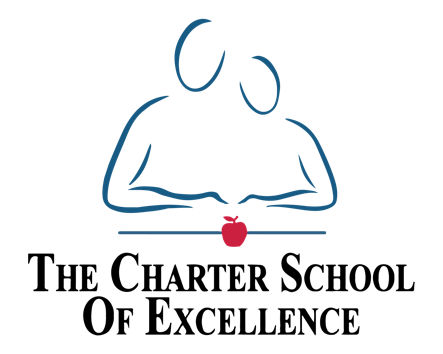 THE CHARTER SCHOOL
OF EXCELLENCE